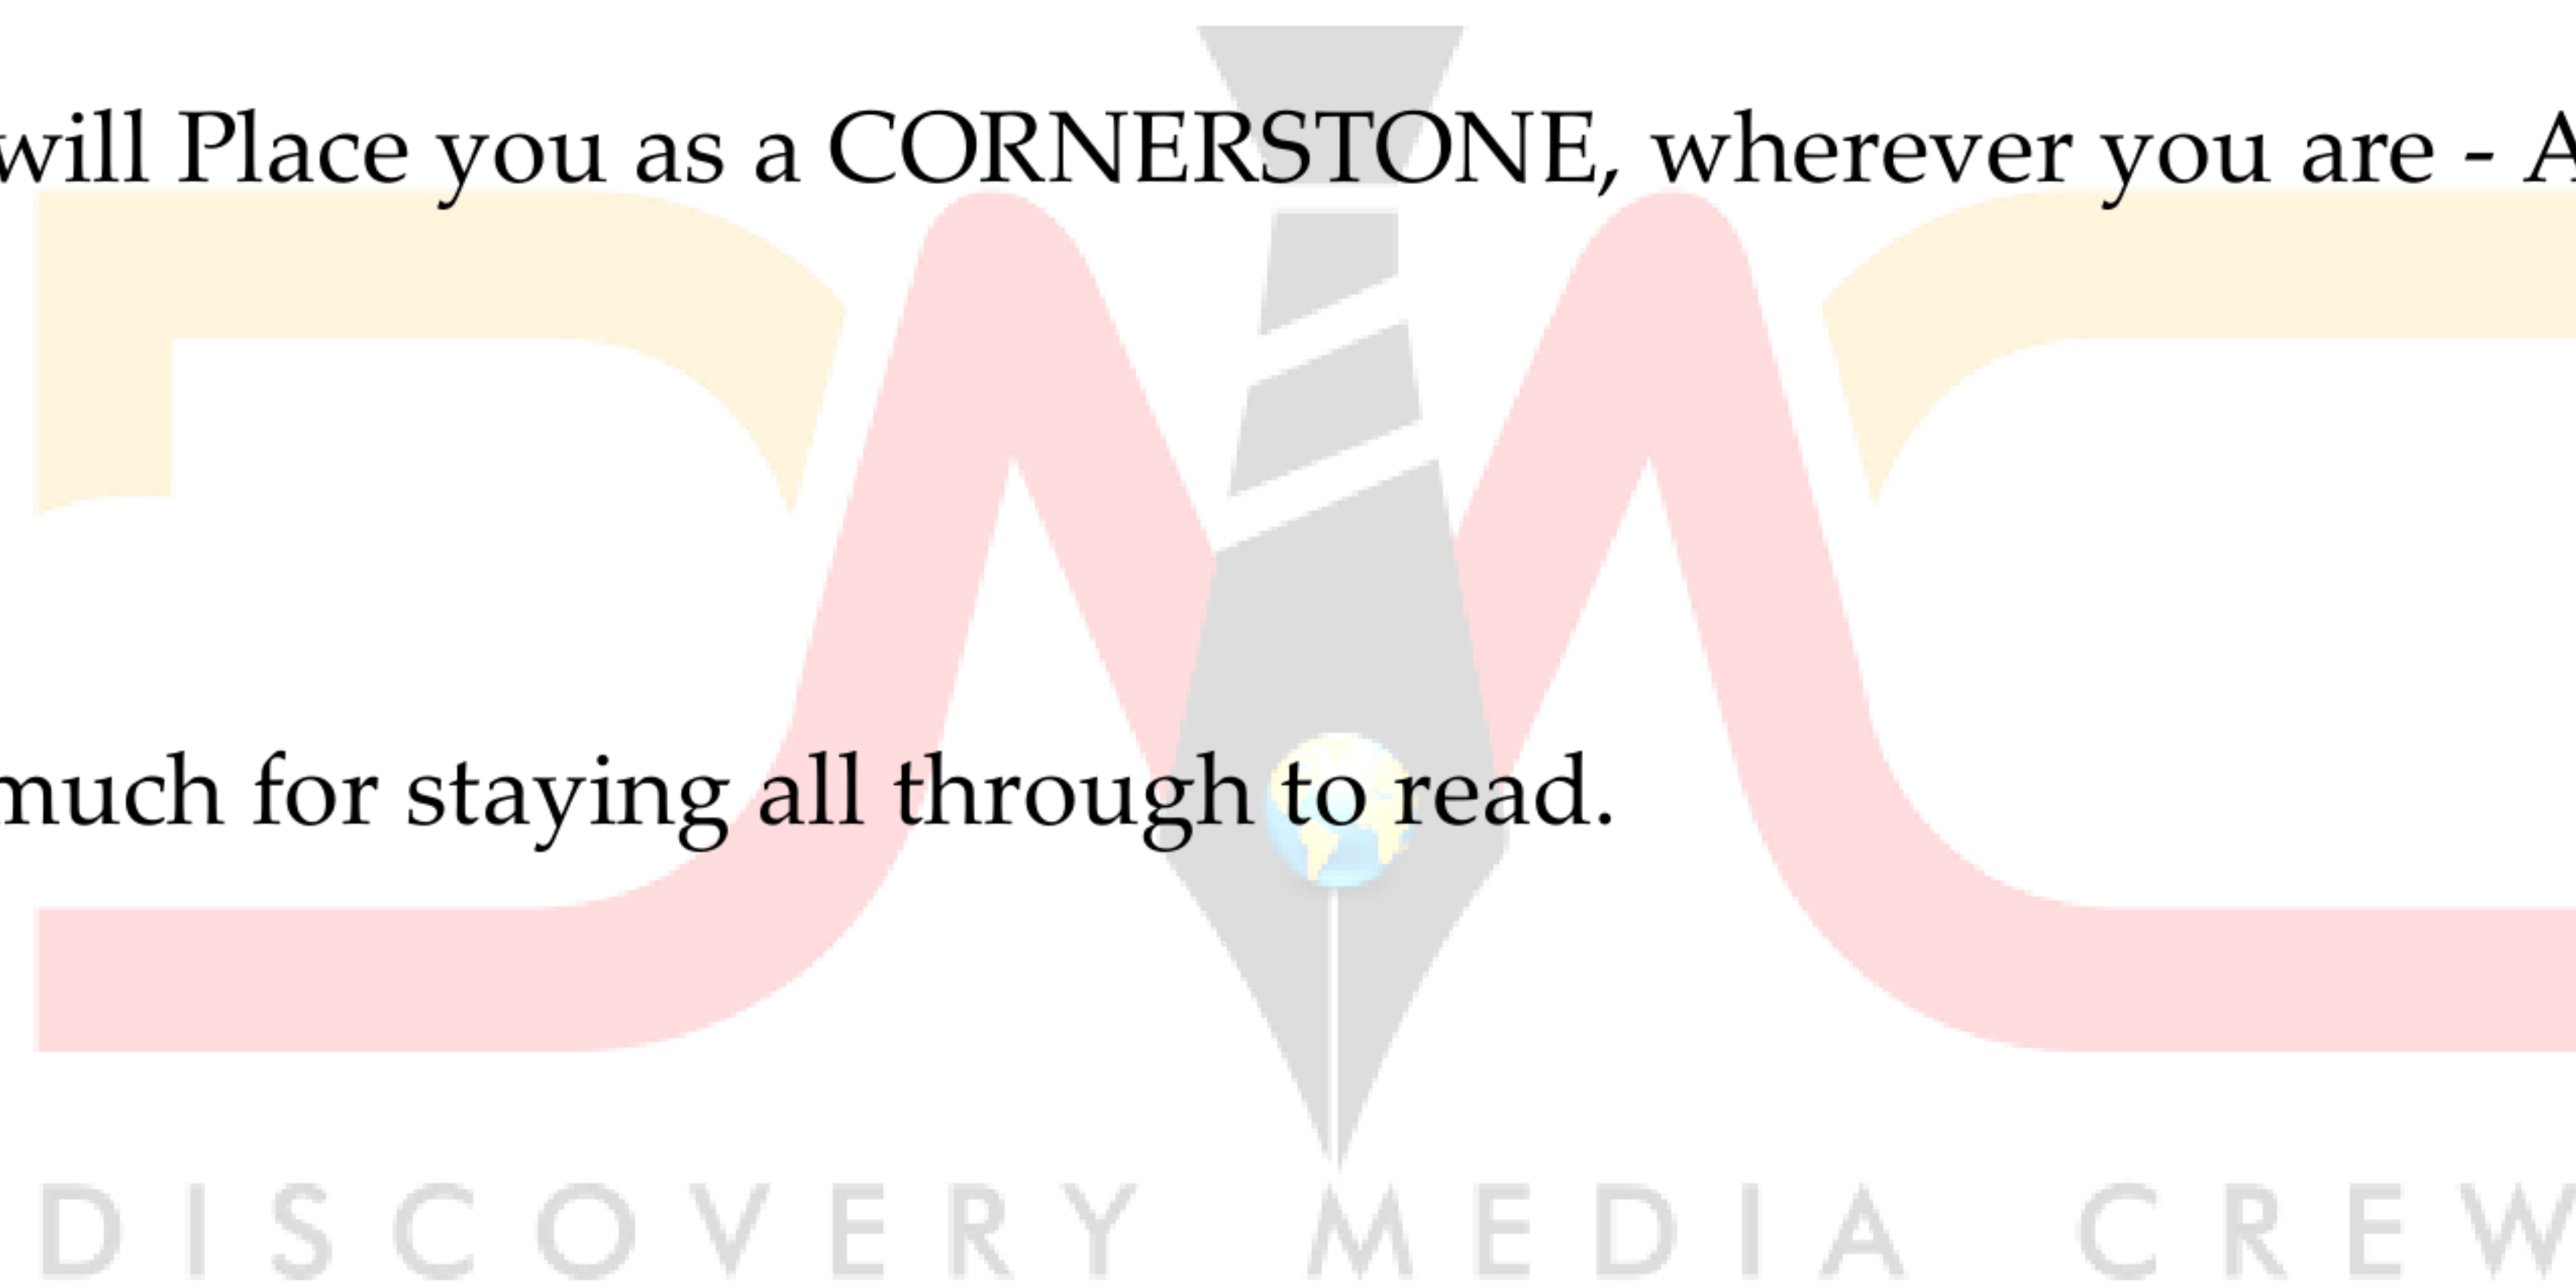 will Place you as a CORNERSTONE, wherever you are - A
much for staying all through to read.
DISCOVERY MEDIA CREW